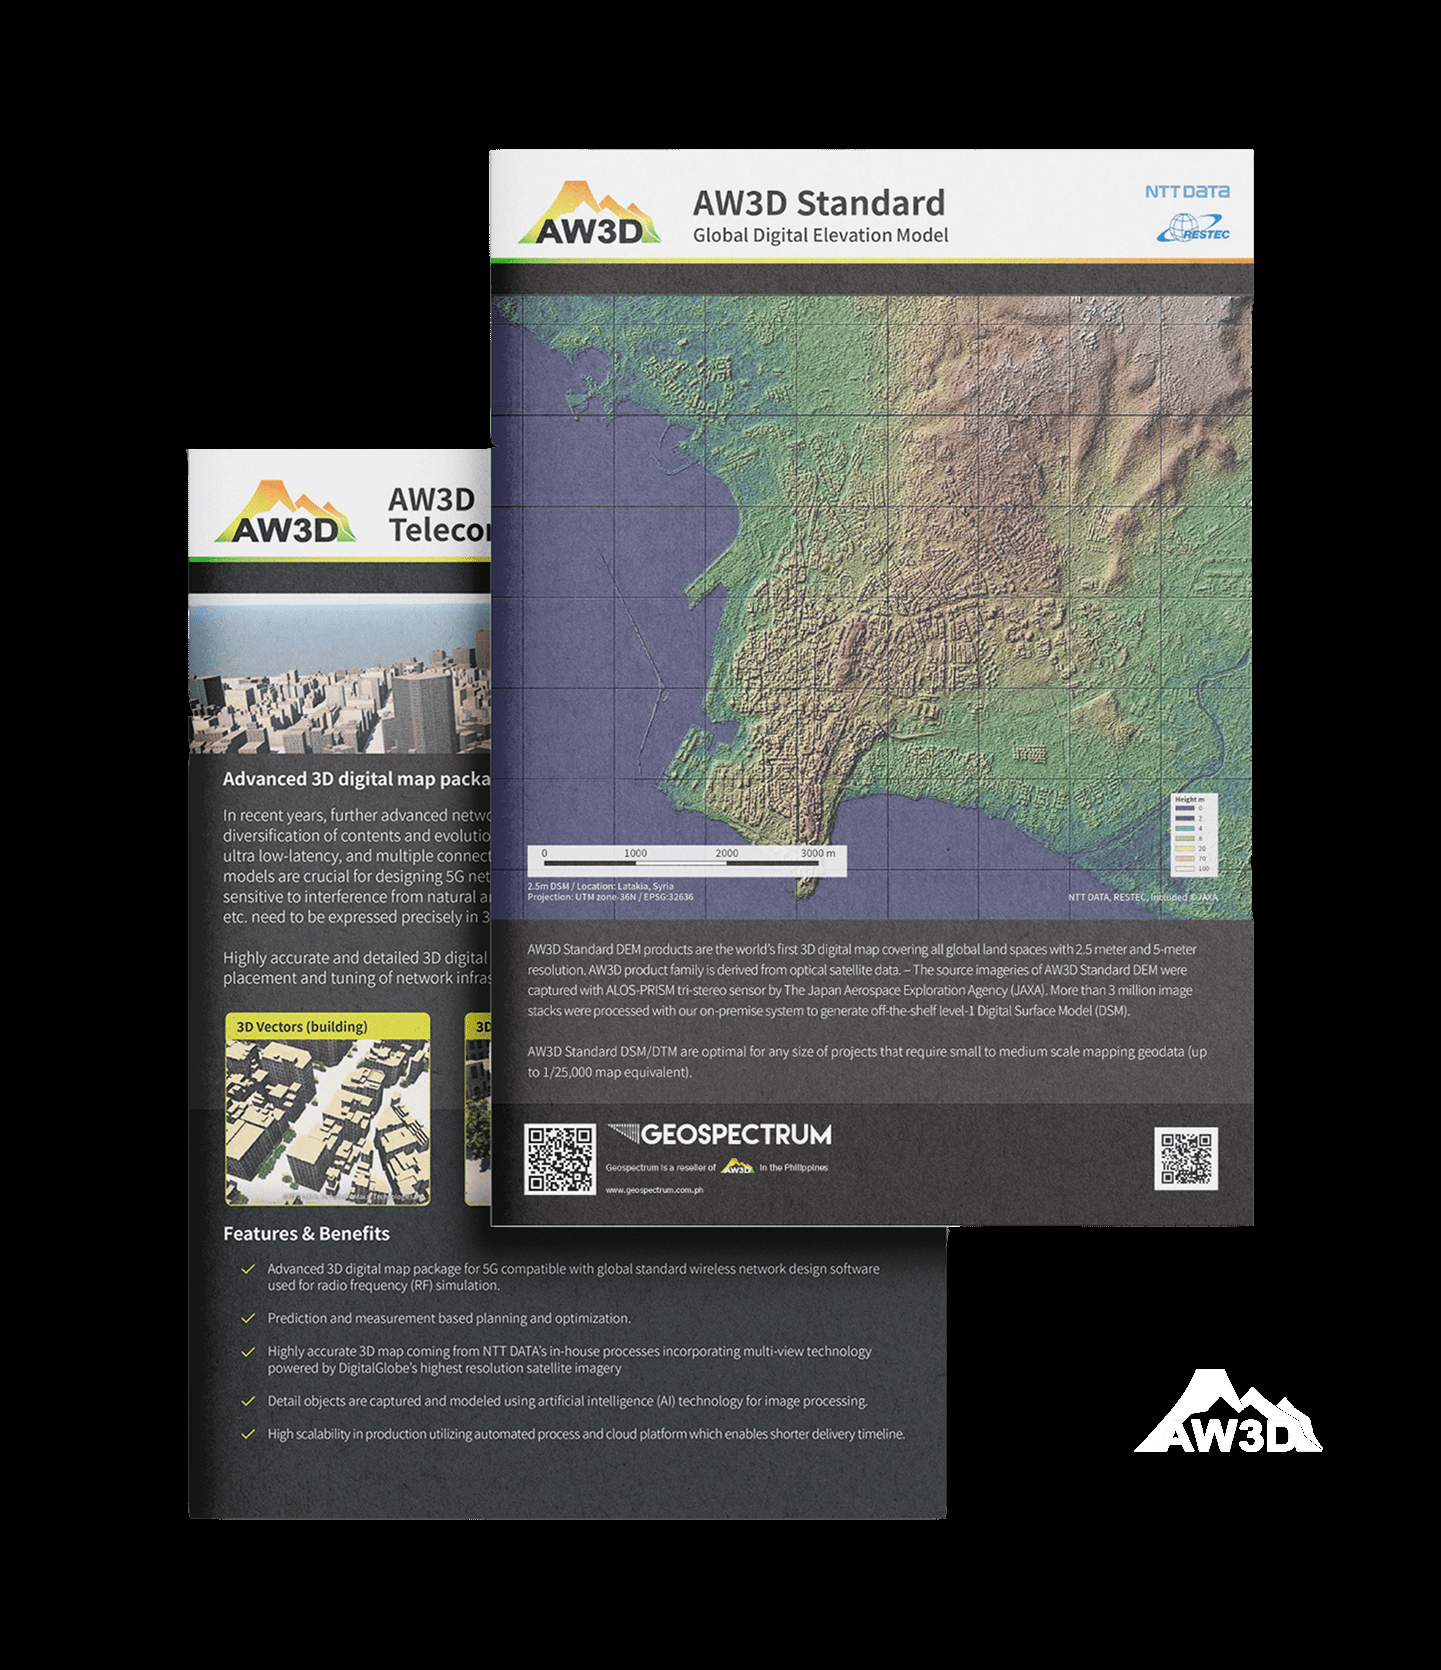 AW3D
AW3D Standard
Global Digital Elevation Model
NTT DATA
RESTEC
0 1000 2000 3000 m
2.5m DSM / Location: Latakia, Syria
Projection: UTM zone-36N / EPSG:32636
Height m
0
2
4
8
20
70
100
NTT DATA, RESTEC, Included ©JAXA
AW3D Standard DEM products are the world's first 3D digital map covering all global land spaces with 2.5 meter and 5-meter
resolution. AW3D product family is derived from optical satellite data. – The source imageries of AW3D Standard DEM were
captured with ALOS-PRISM tri-stereo sensor by The Japan Aerospace Exploration Agency (JAXA). More than 3 million image
stacks were processed with our on-premise system to generate off-the-shelf level-1 Digital Surface Model (DSM).
AW3D Standard DSM/DTM are optimal for any size of projects that require small to medium scale mapping geodata (up
to 1/25,000 map equivalent).
GEOSPECTRUM
Geospectrum is a reseller of AW3D in the Philippines
www.geospectrum.com.ph
AW3D
AW3D
Teleco
Advanced 3D digital map packa
In recent years, further advanced netwo
diversification of contents and evolutio
ultra low-latency, and multiple connect
models are crucial for designing 5G net
sensitive to interference from natural a
etc. need to be expressed precisely in 3
Highly accurate and detailed 3D digital
placement and tuning of network infras
3D Vectors (building)
3D
Features & Benefits
Advanced 3D digital map package for 5G compatible with global standard wireless network design software
used for radio frequency (RF) simulation.
Prediction and measurement based planning and optimization.
Highly accurate 3D map coming from NTT DATA's in-house processes incorporating multi-view technology
powered by DigitalGlobe's highest resolution satellite imagery
Detail objects are captured and modeled using artificial intelligence (AI) technology for image processing.
High scalability in production utilizing automated process and cloud platform which enables shorter delivery timeline.
AW3D